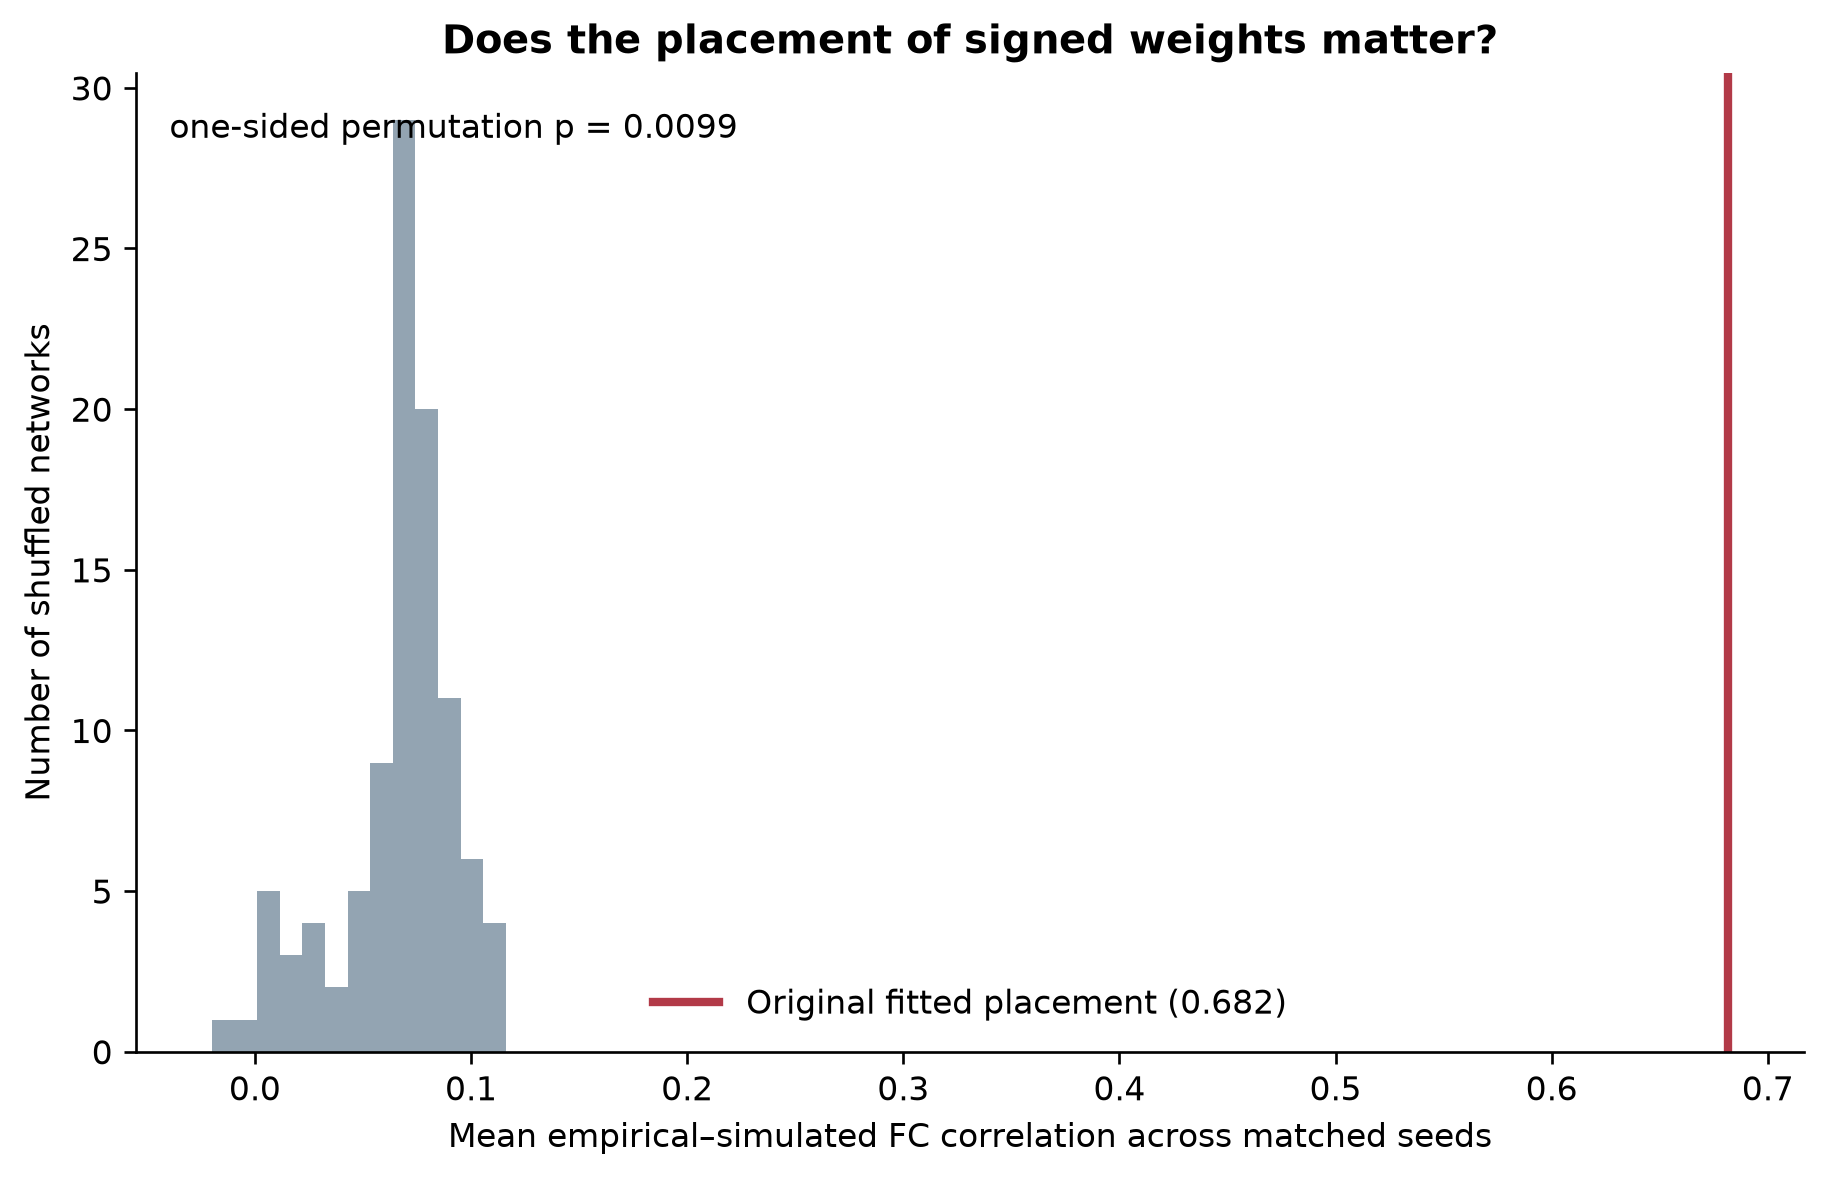 Does the placement of signed weights matter?
one-sided permutation p = 0.0099
Number of shuffled networks
30
25
20
15
10
5
0
Original fitted placement (0.682)
0.0 0.1 0.2 0.3 0.4 0.5 0.6 0.7
Mean empirical–simulated FC correlation across matched seeds